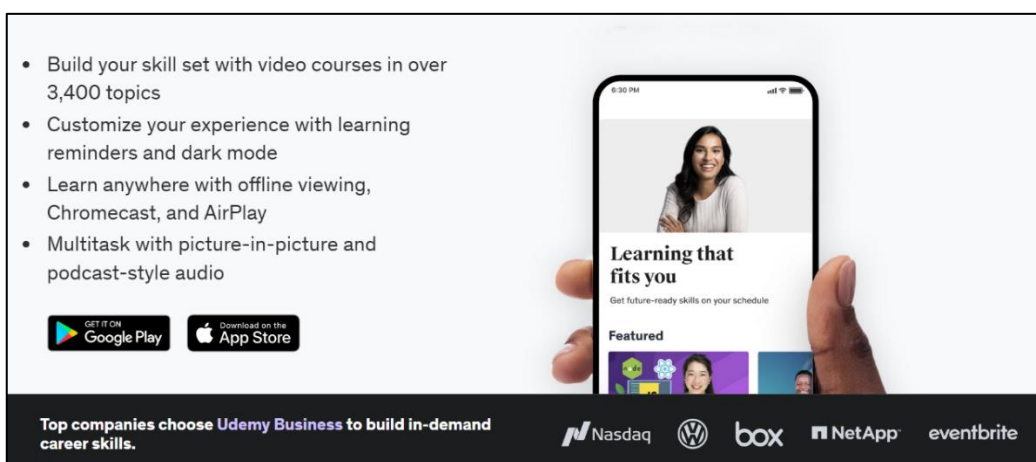 Build your skill set with video courses in over
3,400 topics
Customize your experience with learning
reminders and dark mode
Learn anywhere with offline viewing,
Chromecast, and AirPlay
Multitask with picture-in-picture and
podcast-style audio
GET IT ON
Google Play
Download on the
App Store
6:30 PM
Learning that
fits you
Get future-ready skills on your schedule
Featured
node
JS
Top companies choose Udemy Business to build in-demand
career skills.
Nasdaq
box
NetApp
eventbrite